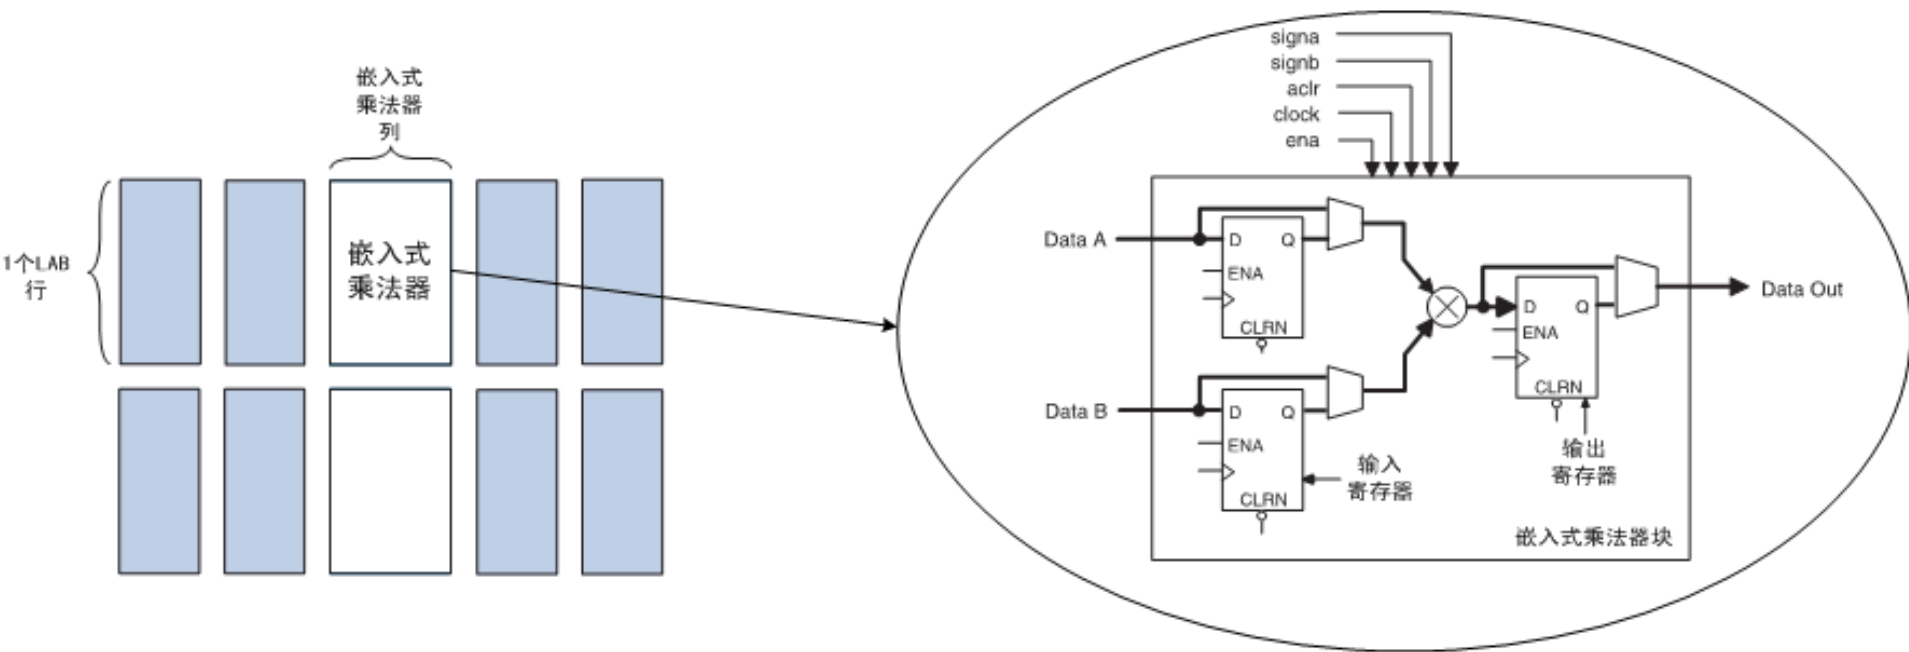 嵌入式
乘法器
列
1个LAB
行
嵌入式
乘法器
signa
signb
aclr
clock
ena
Data A
D
Q
ENA
CLRN
Data B
D
Q
ENA
CLRN
输入
寄存器
D
Q
ENA
CLRN
Data Out
输出
寄存器
嵌入式乘法器块